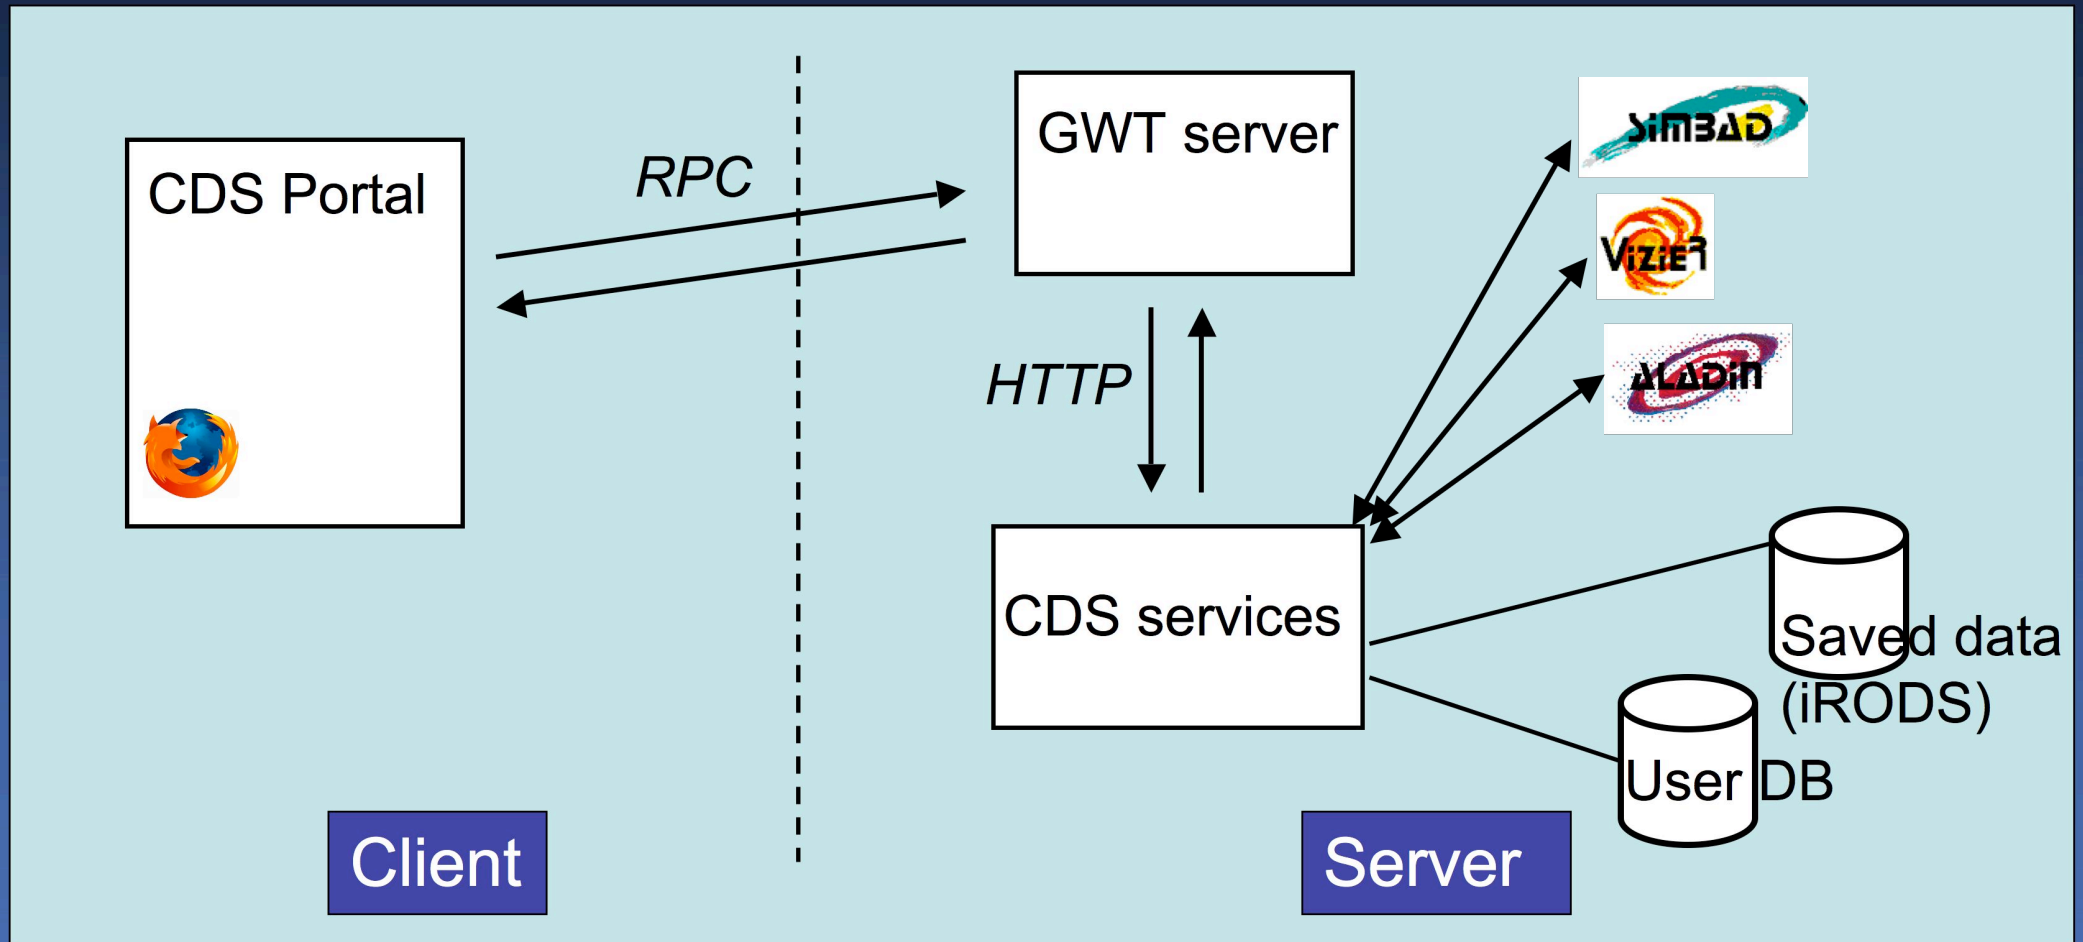 CDS Portal
RPC
GWT server
HTTP
CDS services
SiMBAD
ViZiER
ALADiN
Saved data
(iRODS)
User DB
Client
Server